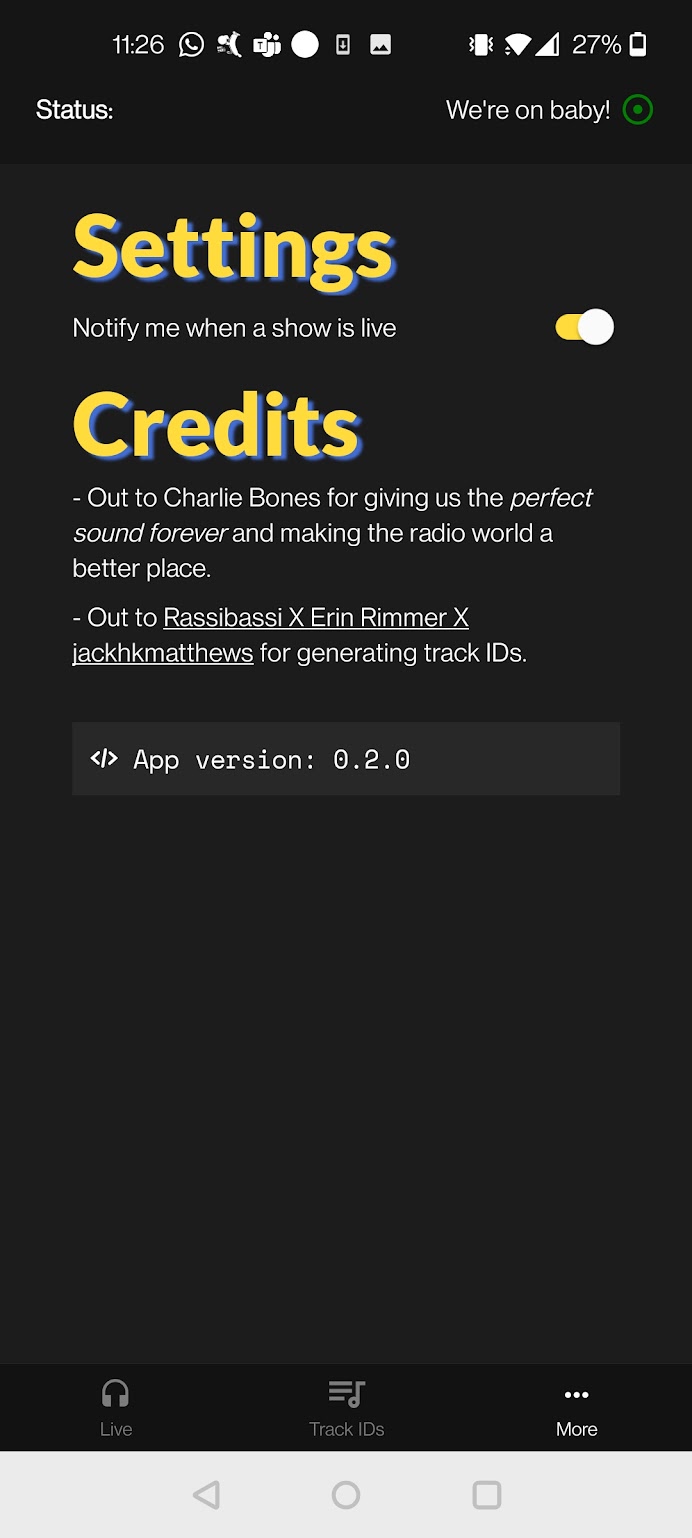 11:26 27%
Status: We're on baby!
Settings
Notify me when a show is live
Credits
- Out to Charlie Bones for giving us the perfect
sound forever and making the radio world a
better place.
- Out to Rassibassi X Erin Rimmer X
jackhkmatthews for generating track IDs.
</> App version: 0.2.0
Live Track IDs More